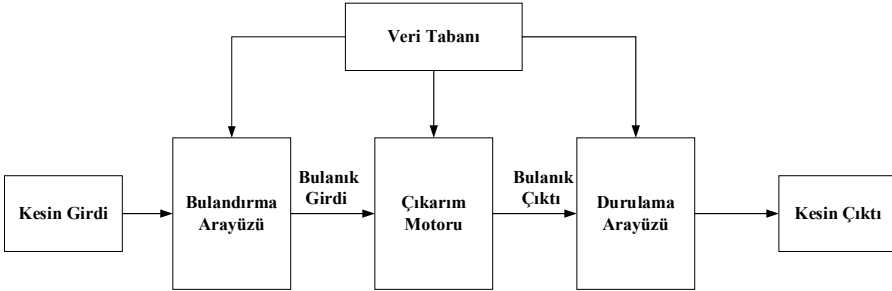 Veri Tabanı
Kesin Girdi
Bulandırma
Arayüzü
Bulanık
Girdi
Çıkarım
Motoru
Bulanık
Çıktı
Durulama
Arayüzü
Kesin Çıktı